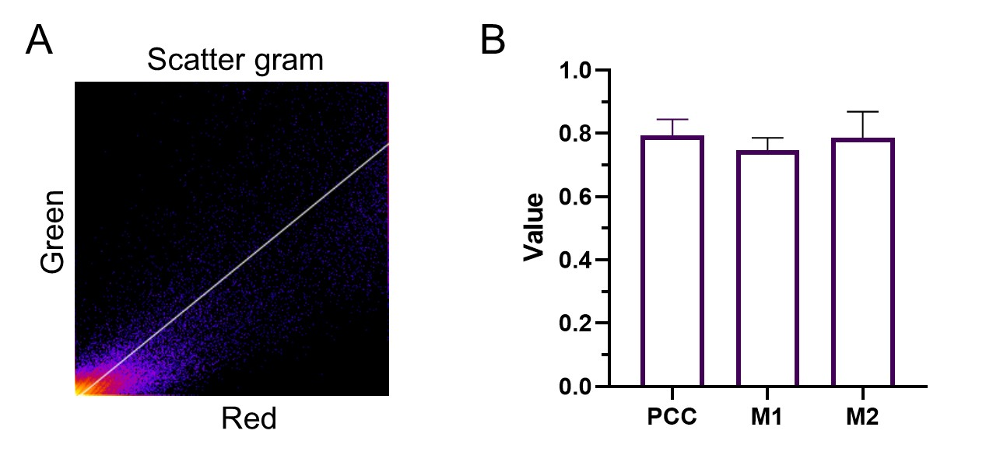 A
Scatter gram
Green
Red
B
1.0
0.8
0.6
0.4
0.2
0.0
Value
PCC M1 M2